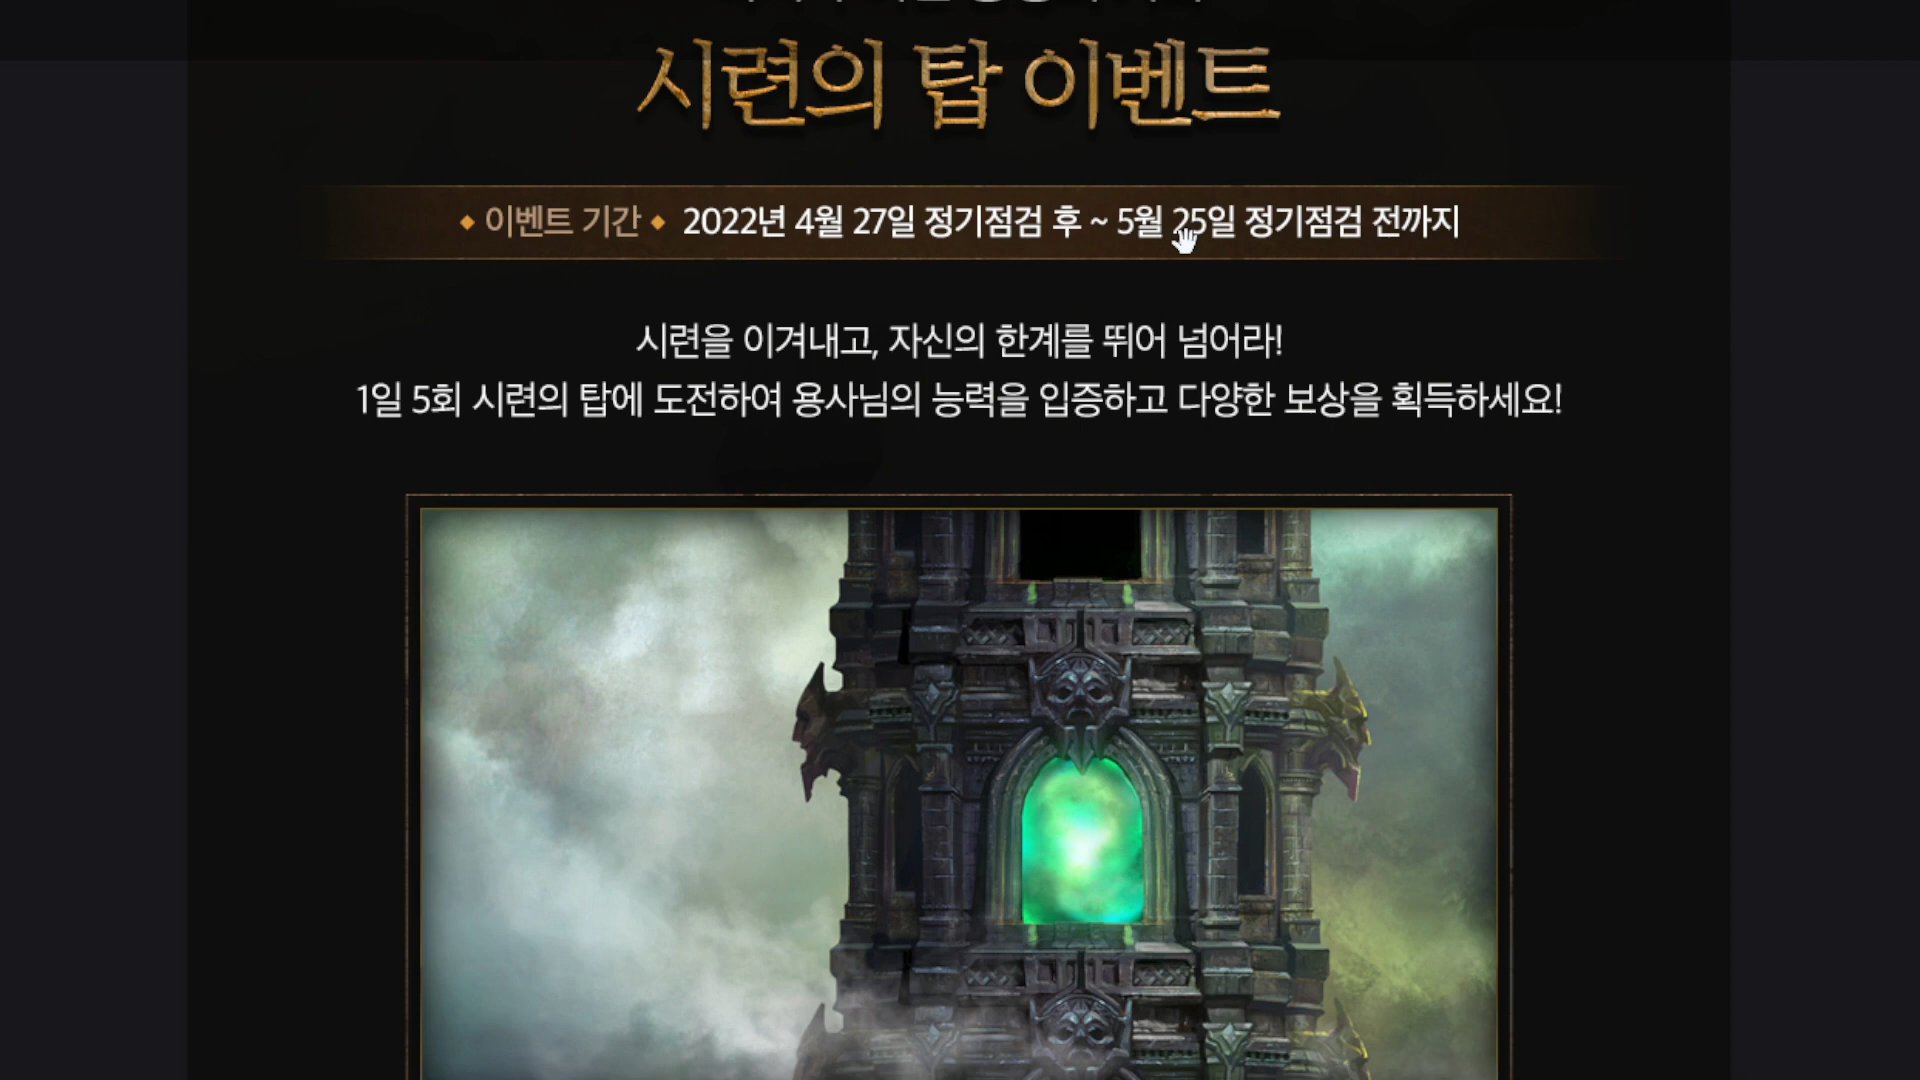 시련의 탑 이벤트
이벤트 기간 2022년 4월 27일 정기점검 후 ~ 5월 25일 정기점검 전까지
시련을 이겨내고, 자신의 한계를 뛰어 넘어라!
1일 5회 시련의 탑에 도전하여 용사님의 능력을 입증하고 다양한 보상을 획득하세요!